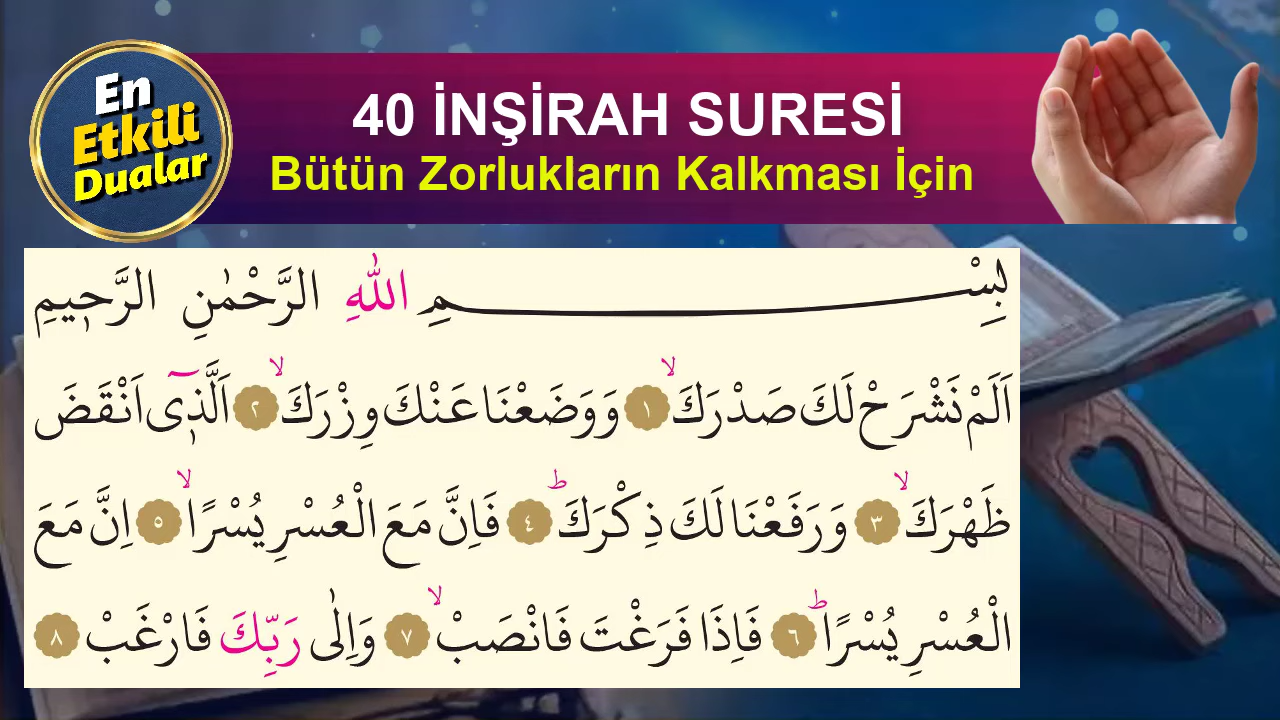 En
Etkili
Dualar
40 İNŞİRAH SURESİ
Bütün Zorlukların Kalkması İçin
بِسْمِ اللّٰهِ الرَّحْمٰنِ الرَّحٖيمِ
اَلَمْ نَشْرَحْ لَكَ صَدْرَكَۙ ﴿١﴾ وَوَضَعْنَا عَنْكَ وِزْرَكَۙ ﴿٢﴾ اَلَّذٖٓى اَنْقَضَ
ظَهْرَكَۙ ﴿٣﴾ وَرَفَعْنَا لَكَ ذِكْرَكَؕ ﴿٤﴾ فَاِنَّ مَعَ الْعُسْرِ يُسْرًاۙ ﴿٥﴾ اِنَّ مَعَ
الْعُسْرِ يُسْرًاؕ ﴿٦﴾ فَاِذَا فَرَغْتَ فَانْصَبْۙ ﴿٧﴾ وَاِلٰى رَبِّكَ فَارْغَبْ ﴿٨﴾